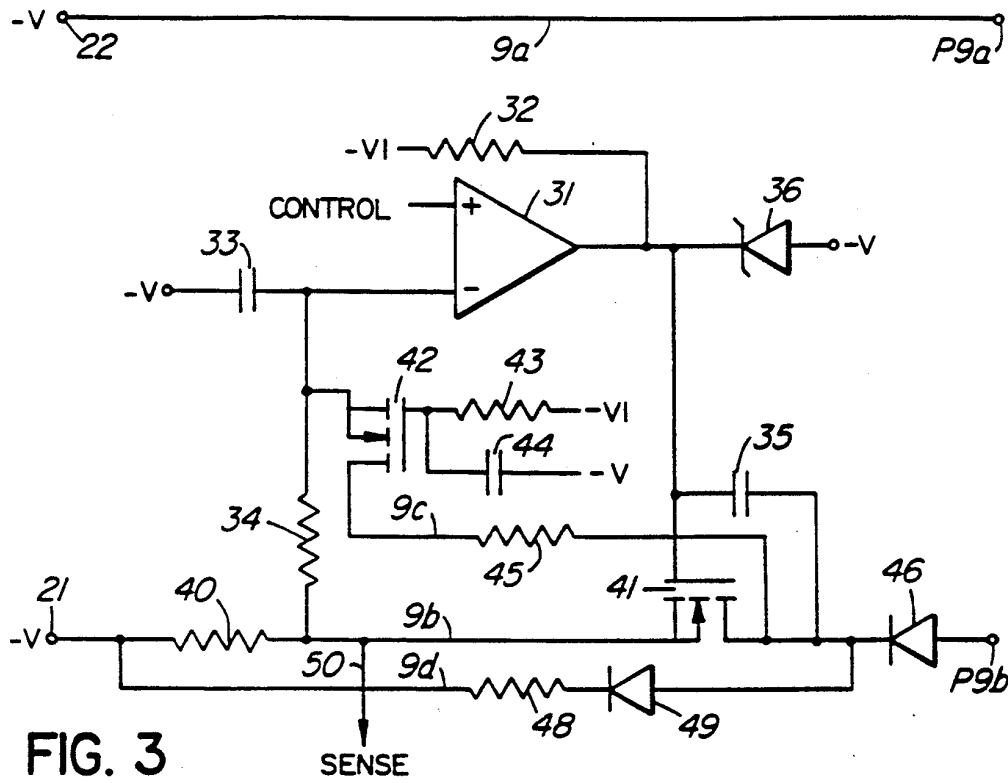 -V 22 9a P9a
32
-VI
CONTROL + 31
36
33
-V
-V
-
42 43
-VI
44
-V
35
9c
34
45
41
46
21 40
-V
9b
50 9d
P9b
48 49
FIG. 3
SENSE